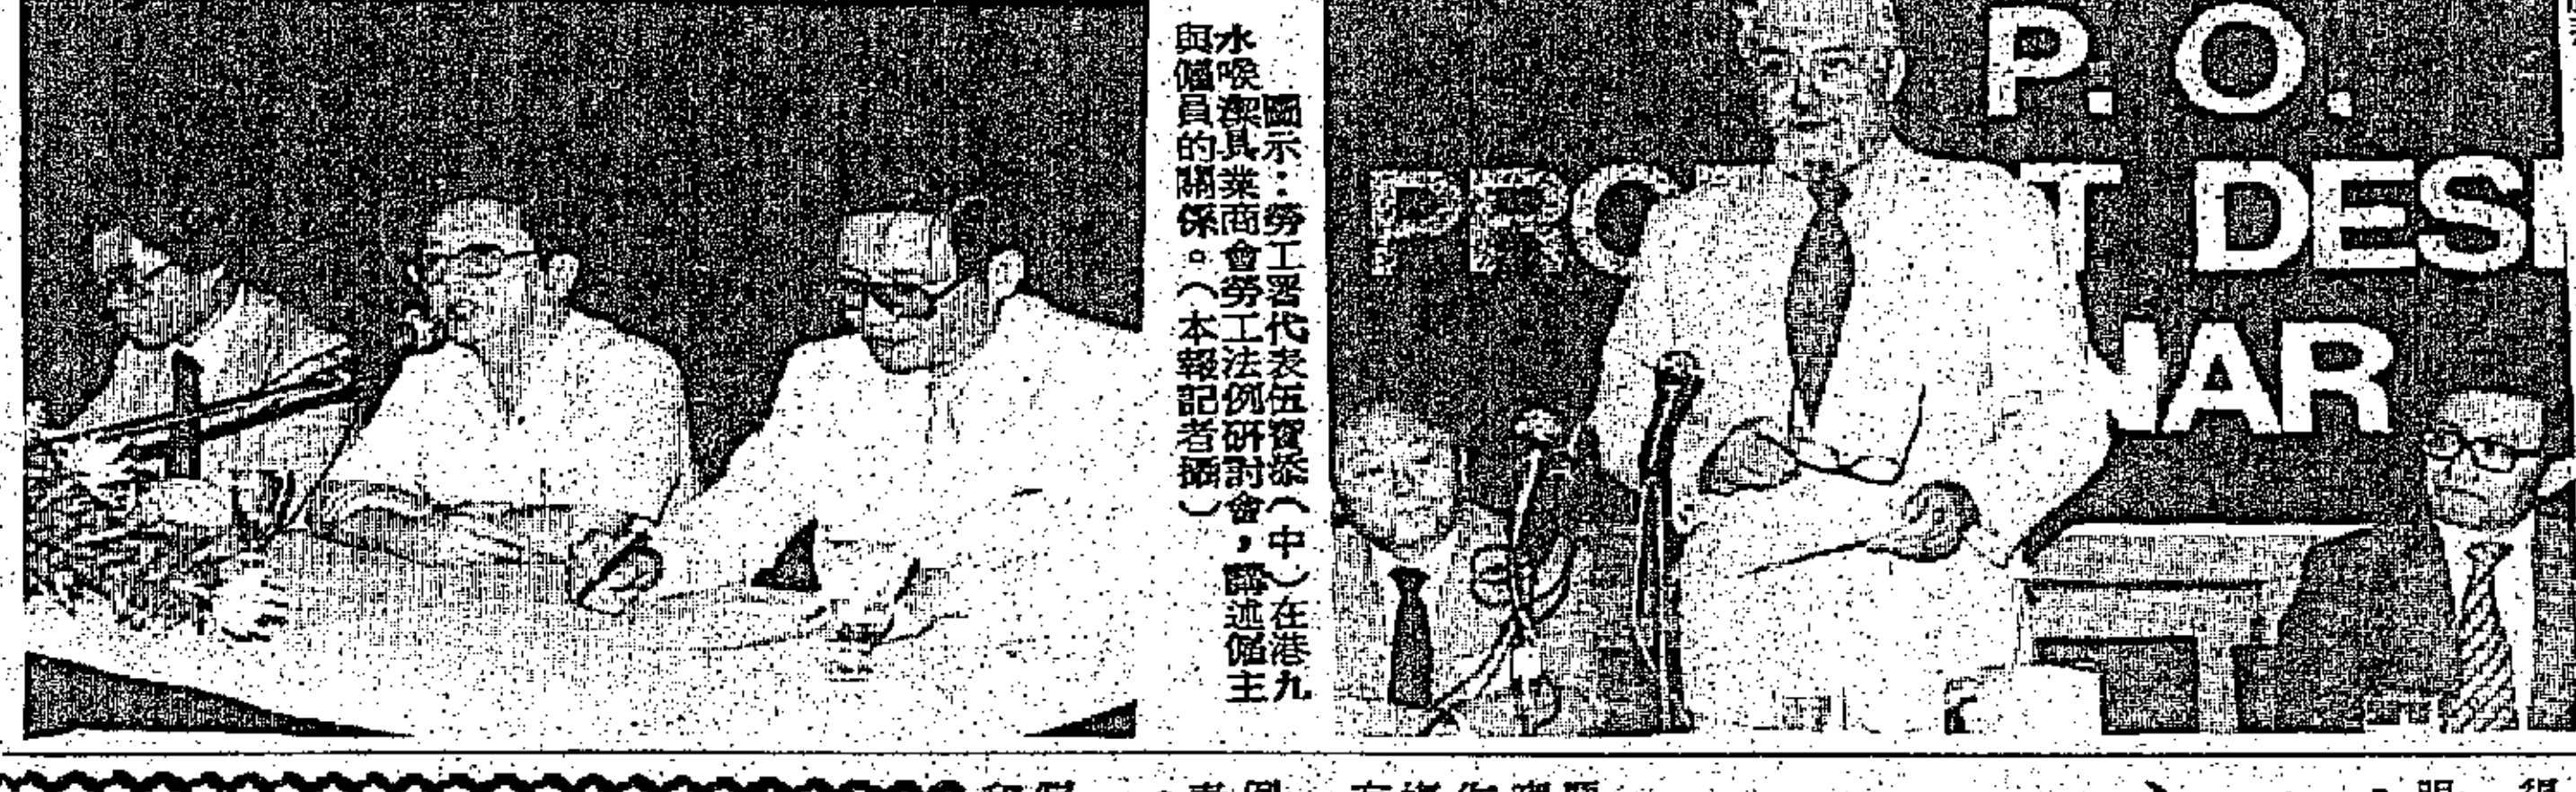 圖示：勞工署代表伍寶榮（中）在港九
水喉潔具業商會勞工法例研討會，講述僱主
與僱員的關係。（本報記者攝）
P. O.
PRO T DESI
NAR